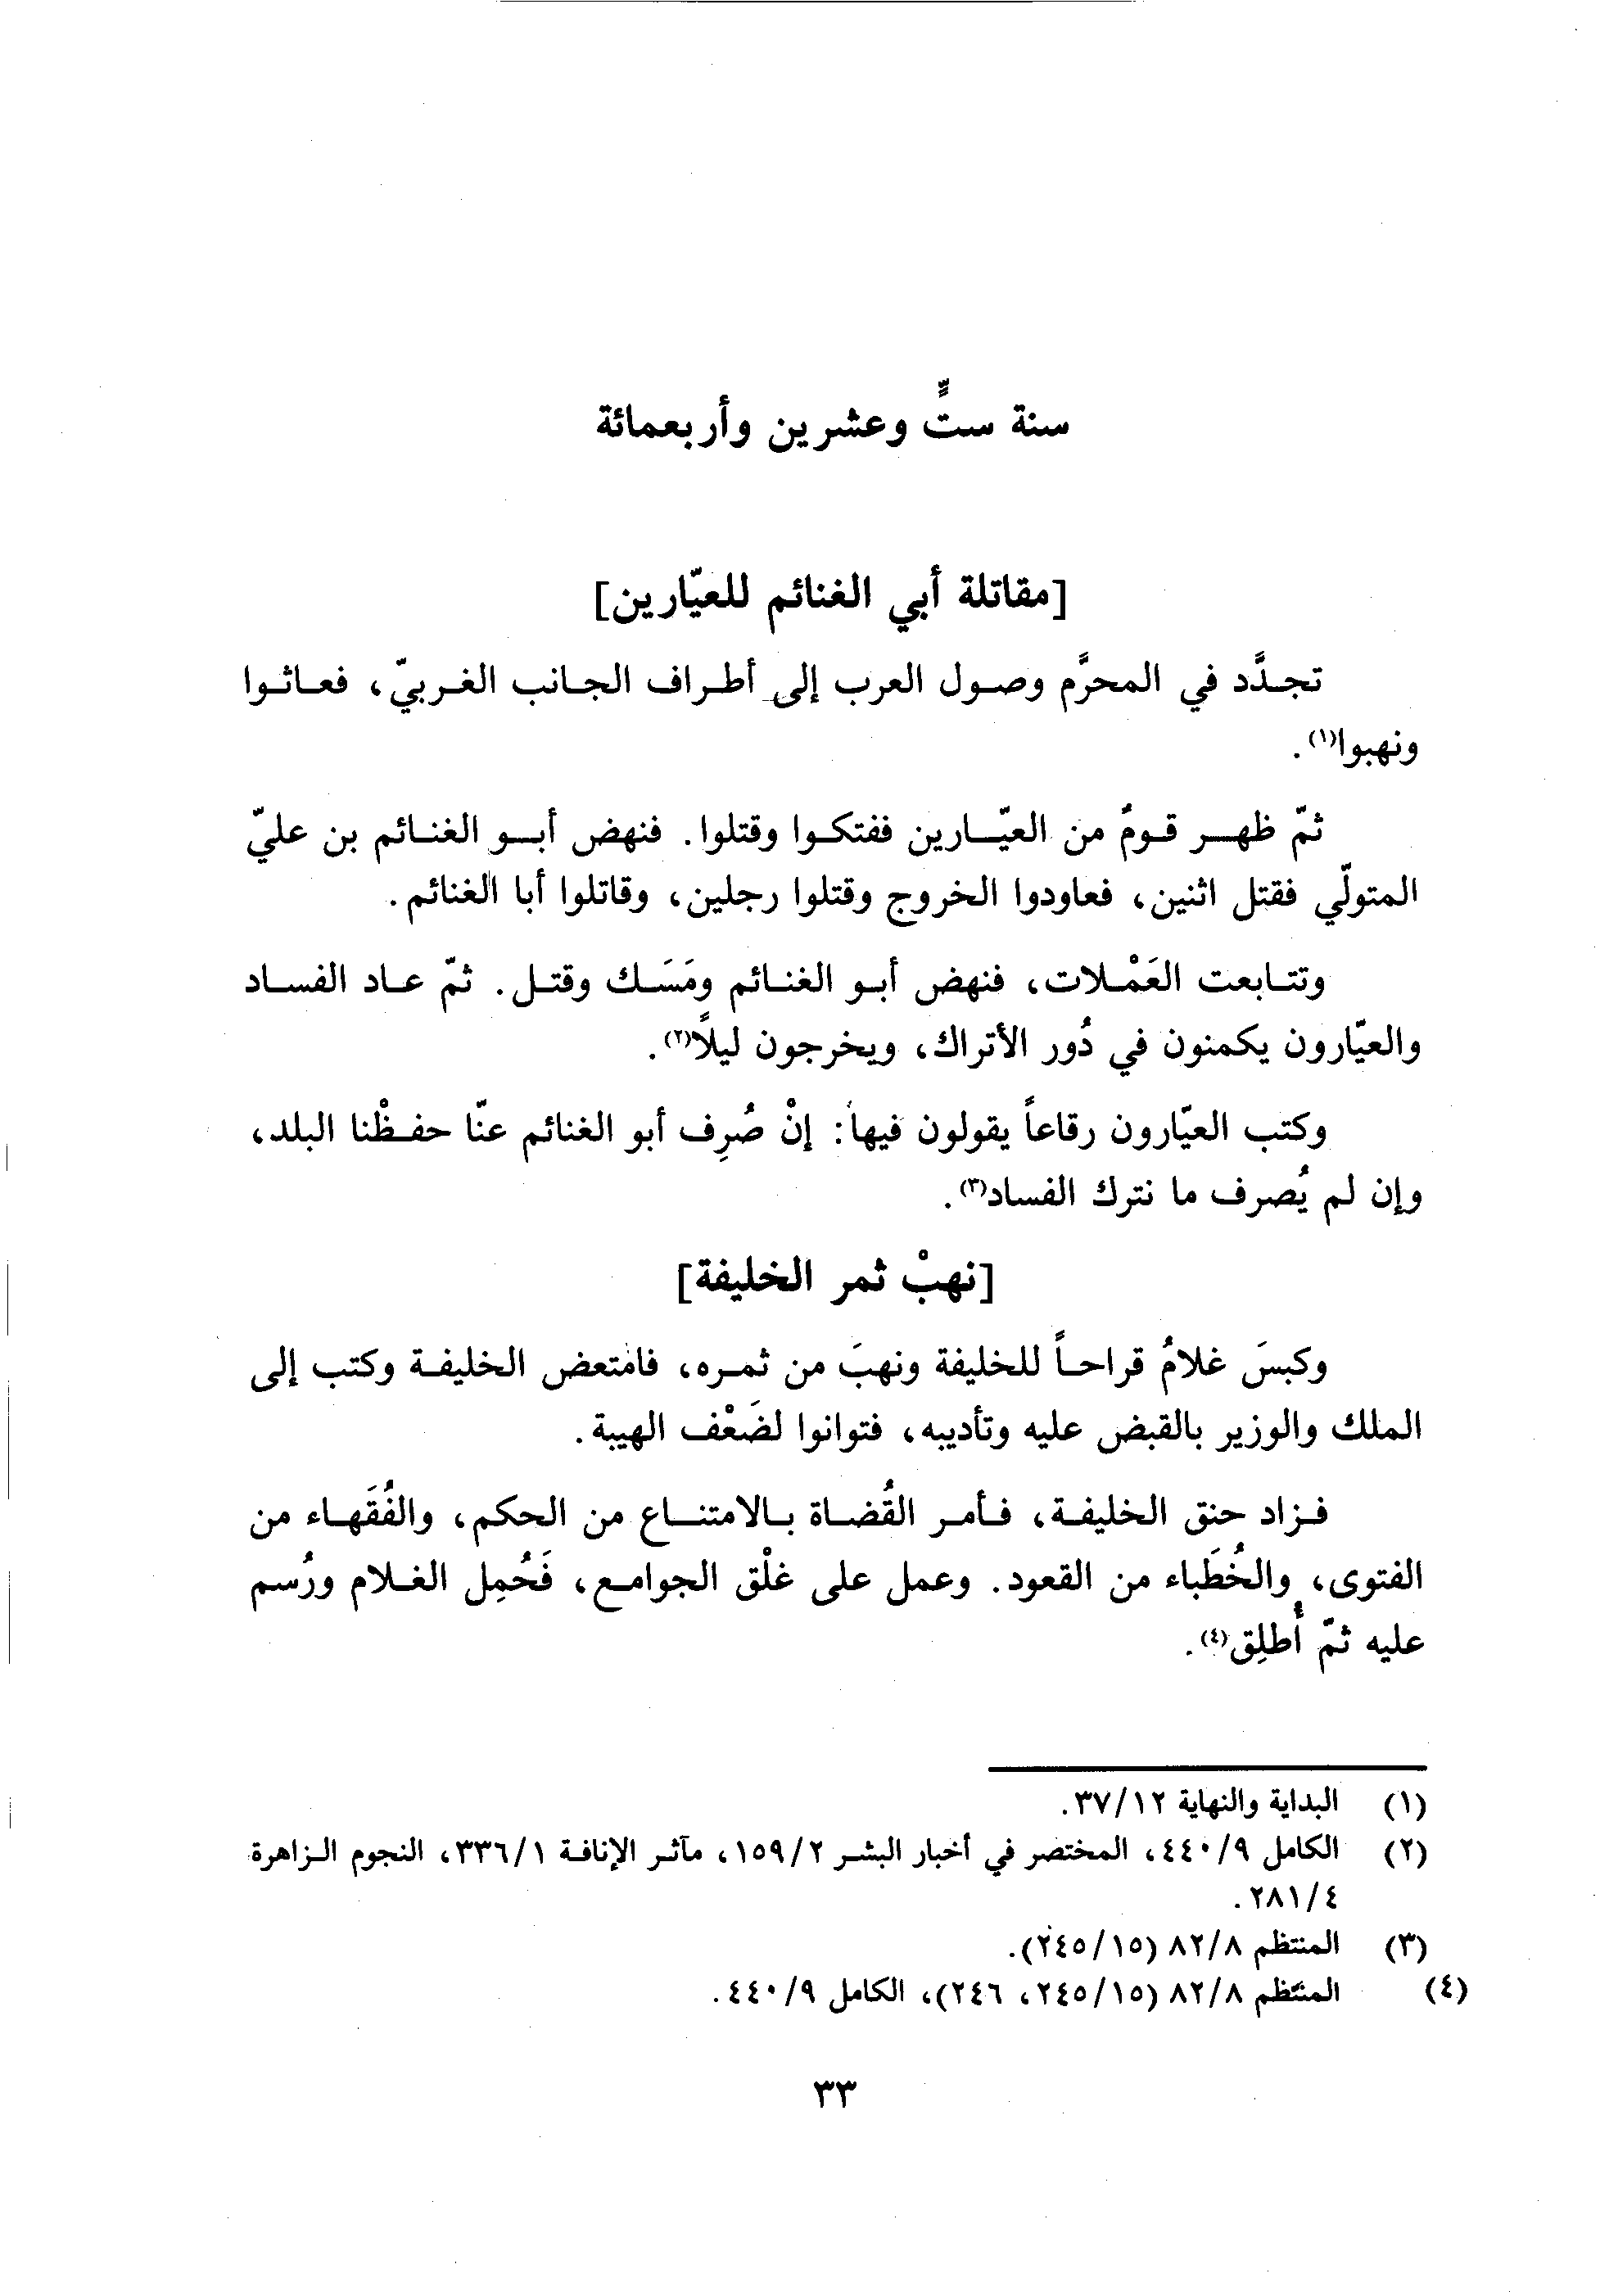 سنة ستٍّ وعشرين وأربعمائة
[مقاتلة أبي الغنائم للعيّارين]
تجدَّد في المحرَّم وصول العرب إلى أطراف الجانب الغربيّ، فعاثوا
ونهبوا(١).
ثمّ ظهر قومٌ من العيّارين ففتكوا وقتلوا. فنهض أبو الغنائم بن عليّ
المتولّي فقتل اثنين، فعاودوا الخروج وقتلوا رجلين، وقاتلوا أبا الغنائم.
وتتابعت العَمْلات، فنهض أبو الغنائم ومَسَك وقتل. ثمّ عاد الفساد
والعيّارون يكمنون في دُور الأتراك، ويخرجون ليلاً(٢).
وكتب العيّارون رقاعاً يقولون فيها: إنْ صُرِف أبو الغنائم عنّا حفظْنا البلد،
وإن لم يُصرف ما نترك الفساد(٣).
[نهبْ ثمر الخليفة]
وكبسَ غلامٌ قراحاً للخليفة ونهبَ من ثمره، فامتعض الخليفة وكتب إلى
الملك والوزير بالقبض عليه وتأديبه، فتوانوا لضَعْف الهيبة.
فزاد حنق الخليفة، فأمر القُضاة بالامتناع من الحكم، والفُقَهاء من
الفتوى، والخُطَباء من القعود. وعمل على غلْق الجوامع، فَحُمِل الغلام ورُسم
عليه ثمّ أُطلِق(٤).
(١) البداية والنهاية ٣٧/١٢.
(٢) الكامل ٤٤٠/٩، المختصر في أخبار البشر ١٥٩/٢، مآثر الإنافة ٣٣٦/١، النجوم الزاهرة
٢٨١/٤.
(٣) المنتظم ٨٢/٨ (٢٤٥/١٥).
(٤) المنتظم ٨٢/٨ (٢٤٥/١٥، ٢٤٦)، الكامل ٤٤٠/٩.
٣٣